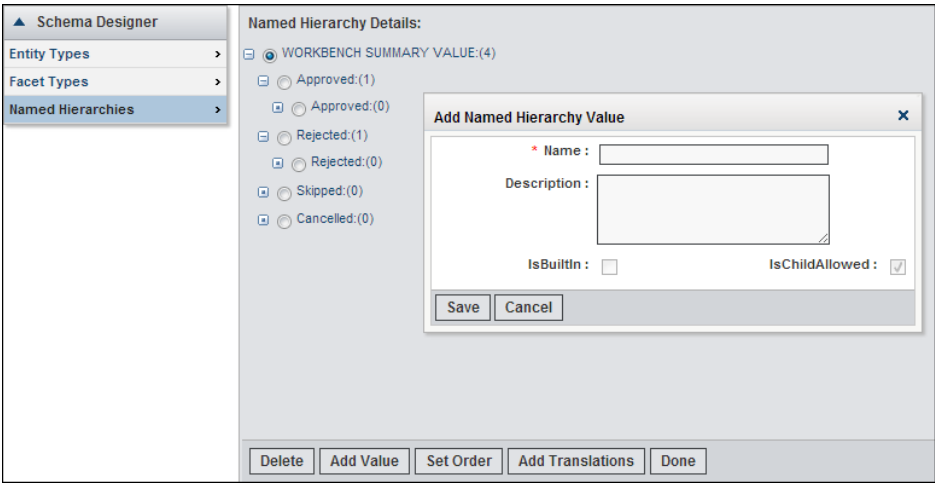 Schema Designer
Entity Types
Facet Types
Named Hierarchies
Named Hierarchy Details:
WORKBENCH SUMMARY VALUE:(4)
Approved:(1)
Approved:(0)
Rejected:(1)
Rejected:(0)
Skipped:(0)
Cancelled:(0)
Add Named Hierarchy Value
* Name :
Description :
IsBuiltIn : IsChildAllowed :
Save Cancel
Delete Add Value Set Order Add Translations Done